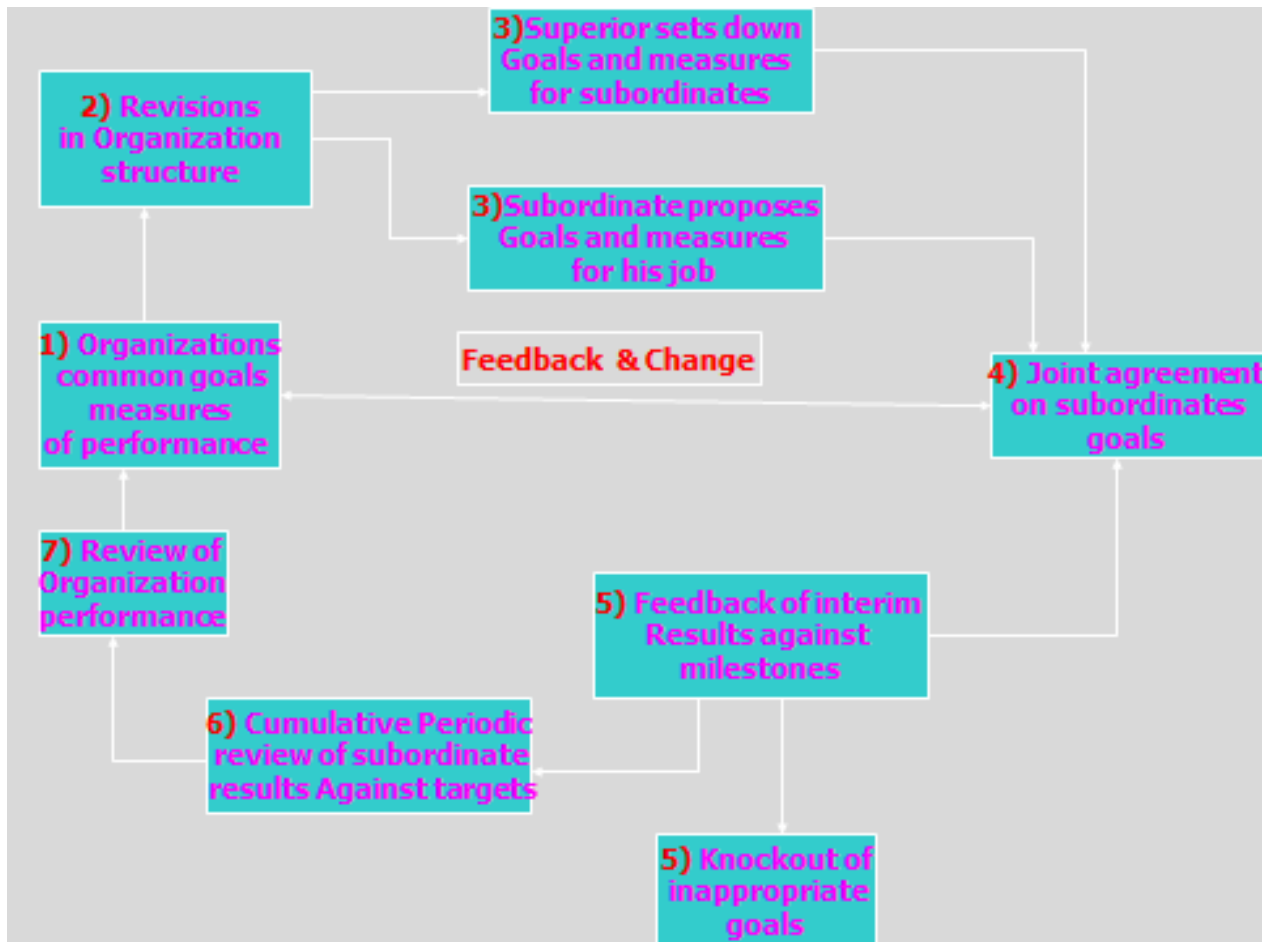 3)Superior sets down
Goals and measures
for subordinates
2) Revisions
in Organization
structure
3)Subordinate proposes
Goals and measures
for his job
1) Organizations
common goals
measures
of performance
Feedback & Change
4) Joint agreement
on subordinates
goals
7) Review of
Organization
performance
5) Feedback of interim
Results against
milestones
6) Cumulative Periodic
review of subordinate
results Against targets
5) Knockout of
inappropriate
goals